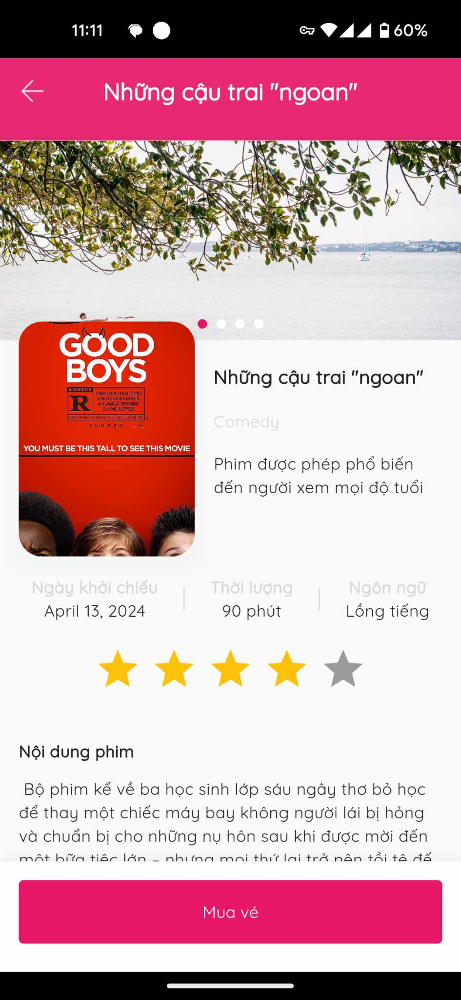 11:11
60%
Những cậu trai "ngoan"
GOOD
BOYS
RESTRICTED
R
STRONG CRUDE SEXUAL CONTENT,
DRUG AND ALCOHOL MATERIAL,
AND LANGUAGE THROUGHOUT -
ALL INVOLVING TWEENS
SUMMER
YOU MUST BE THIS TALL TO SEE THIS MOVIE
Những cậu trai "ngoan"
Comedy
Phim được phép phổ biến
đến người xem mọi độ tuổi
Ngày khởi chiếu
April 13, 2024
Thời lượng
90 phút
Ngôn ngữ
Lồng tiếng
Nội dung phim
Bộ phim kể về ba học sinh lớp sáu ngây thơ bỏ học
để thay một chiếc máy bay không người lái bị hỏng
và chuẩn bị cho những nụ hôn sau khi được mời đến
một bữa tiệc lớn – nhưng mọi thứ lại trở nên tồi tệ đế
Mua vé